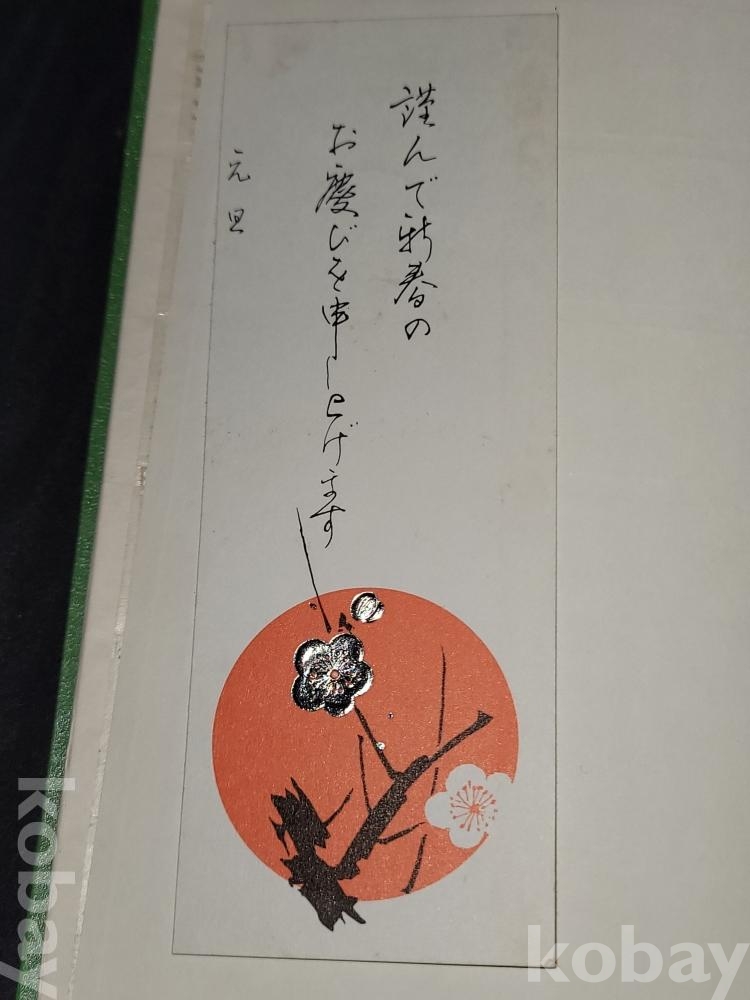 謹んで新春の
お慶びを申し上げます
元旦
kobay
kobay